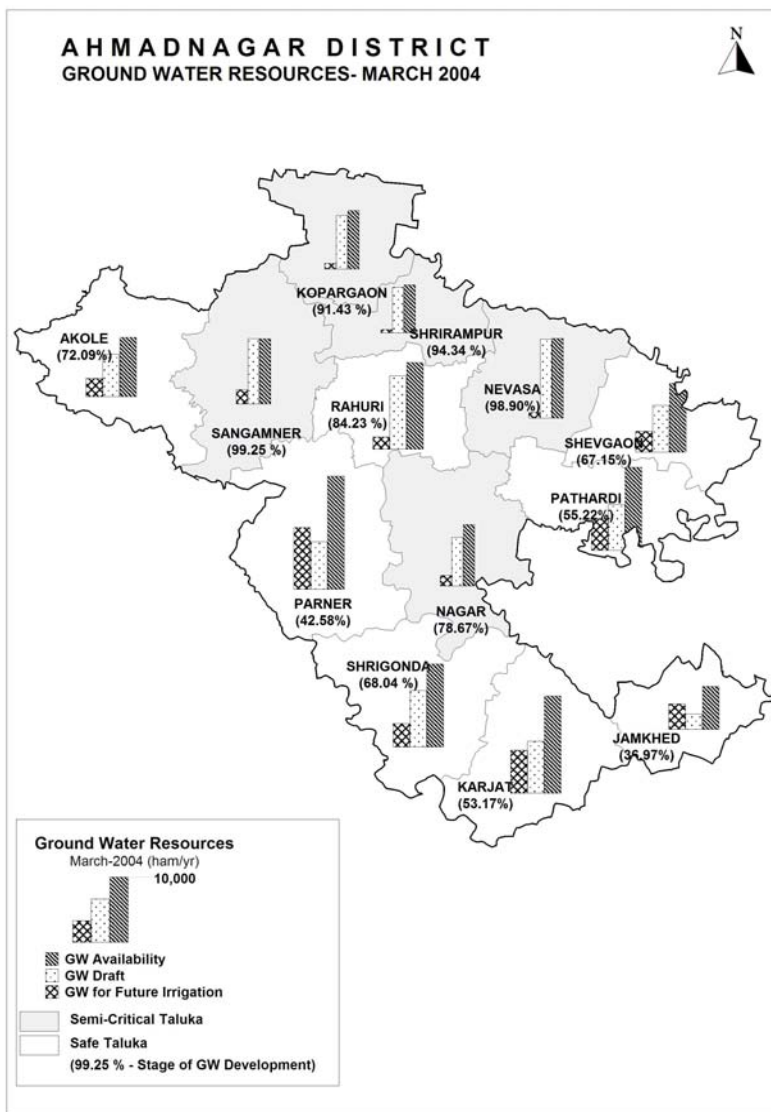 AHMADNAGAR DISTRICT
GROUND WATER RESOURCES- MARCH 2004
N
KOPARGAON
(91.43 %)
AKOLE
(72.09%)
SHRIRAMPUR
(94.34 %)
SANGAMNER
(99.25 %)
RAHURI
(84.23 %)
NEVASA
(98.90%)
SHEVGAON
(67.15%)
PATHARDI
(55.22%)
PARNER
(42.58%)
NAGAR
(78.67%)
SHRIGONDA
(68.04 %)
JAMKHED
(36.97%)
KARJAT
(53.17%)
Ground Water Resources
March-2004 (ham/yr)
10,000
GW Availability
GW Draft
GW for Future Irrigation
Semi-Critical Taluka
Safe Taluka
(99.25 % - Stage of GW Development)